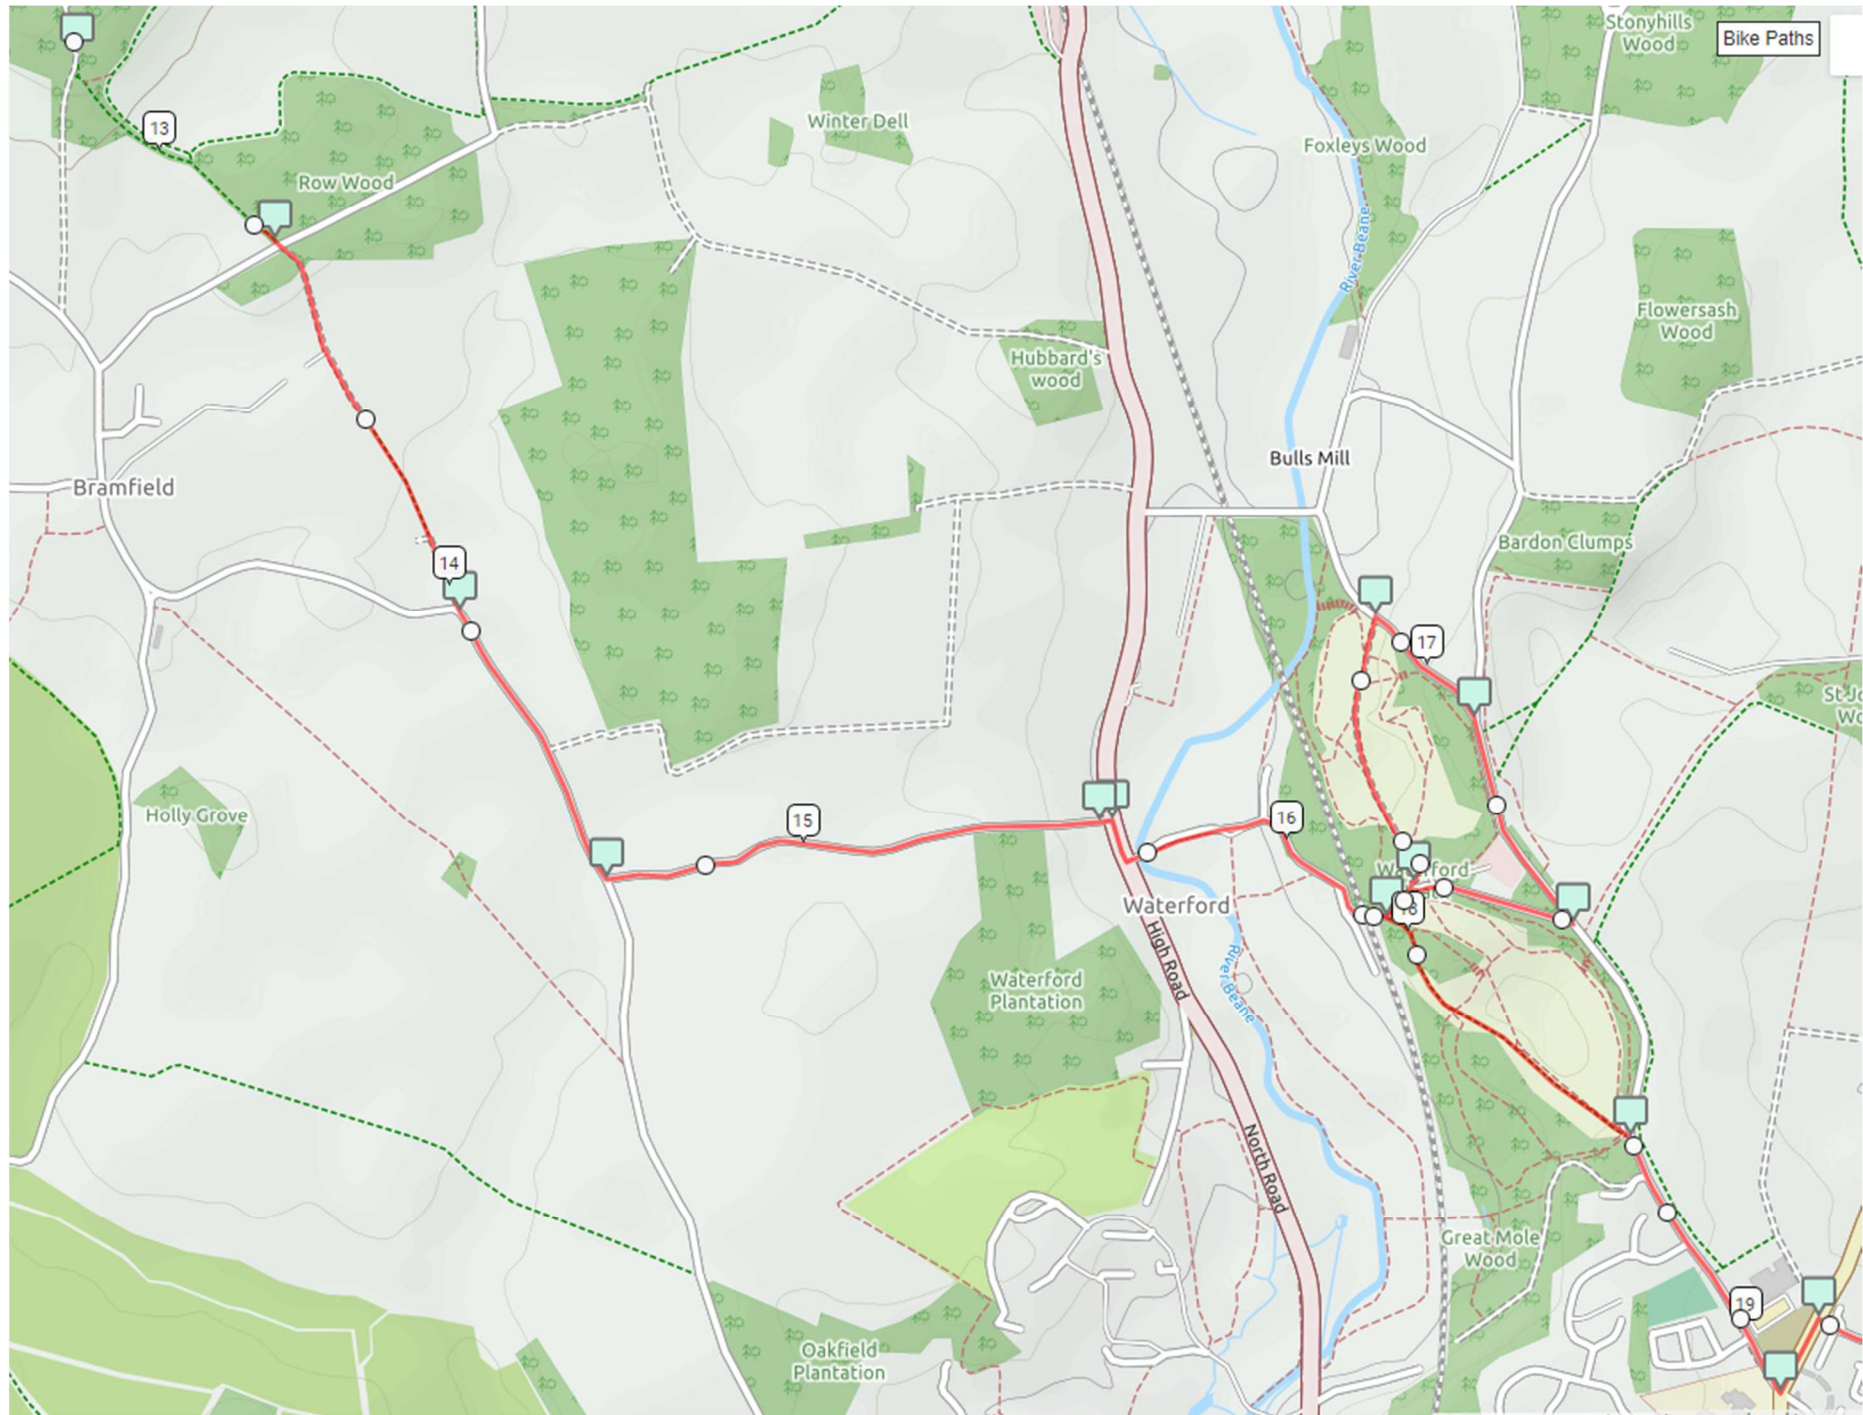 Stonyhills
Wood
Bike Paths
13
Winter Dell
Foxleys Wood
Row Wood
River Beane
Flowersash
Wood
Hubbard's
wood
Bulls Mill
Bramfield
Bardon Clumps
14
17
St Jo
Wo
Holly Grove
15
16
Waterford
High Road
River Beane
Waterford
Plantation
North Road
Great Mole
Wood
19
Oakfield
Plantation